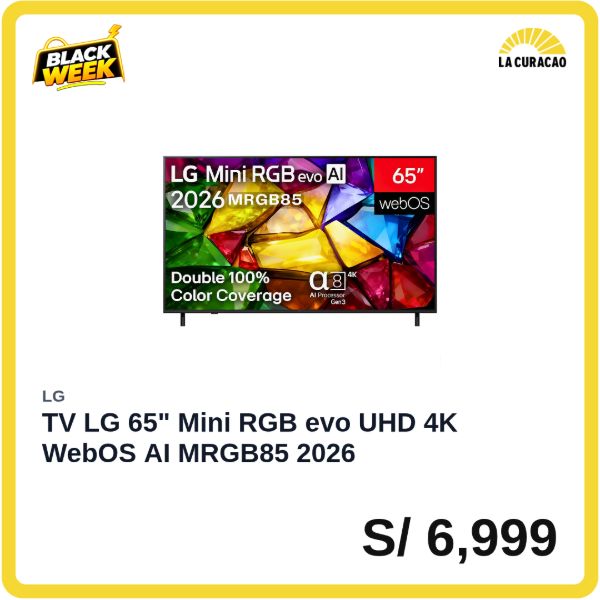 BLACK
WEEK
LA CURACAO
LG Mini RGB evo AI
65"
2026 MRGB85
webOS
Double 100%
Color Coverage
α8 4K
AI Processor
Gen3
LG
TV LG 65" Mini RGB evo UHD 4K
WebOS AI MRGB85 2026
S/ 6,999